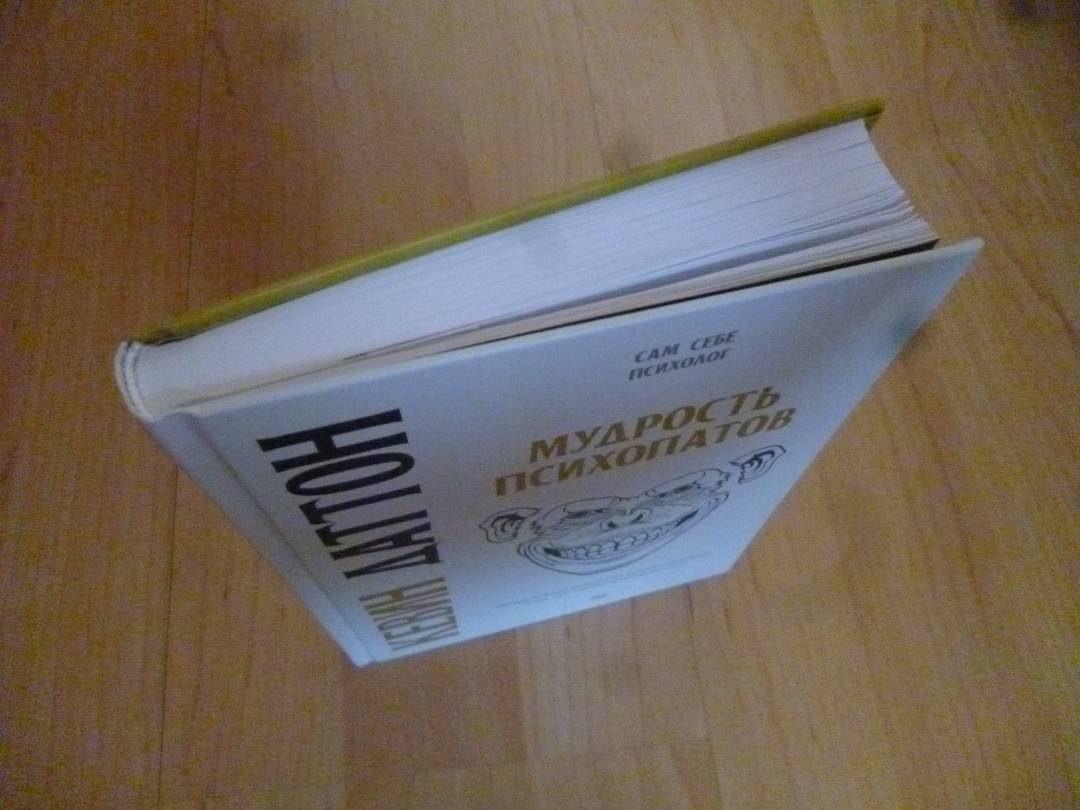 САМ СЕБЕ
ПСИХОЛОГ
МУДРОСТЬ
ПСИХОПАТОВ
КЕВИН ДАТТОН